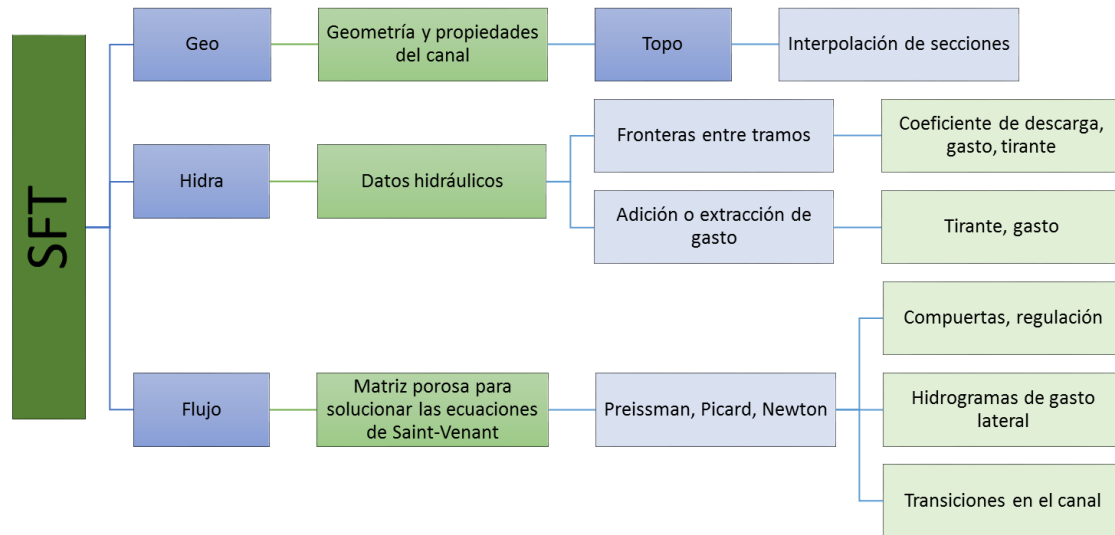 SFT
Geo
Geometría y propiedades
del canal
Topo
Interpolación de secciones
Hidra
Datos hidráulicos
Fronteras entre tramos
Coeficiente de descarga,
gasto, tirante
Adición o extracción de
gasto
Tirante, gasto
Flujo
Matriz porosa para
solucionar las ecuaciones
de Saint-Venant
Preissman, Picard, Newton
Compuertas, regulación
Hidrogramas de gasto
lateral
Transiciones en el canal